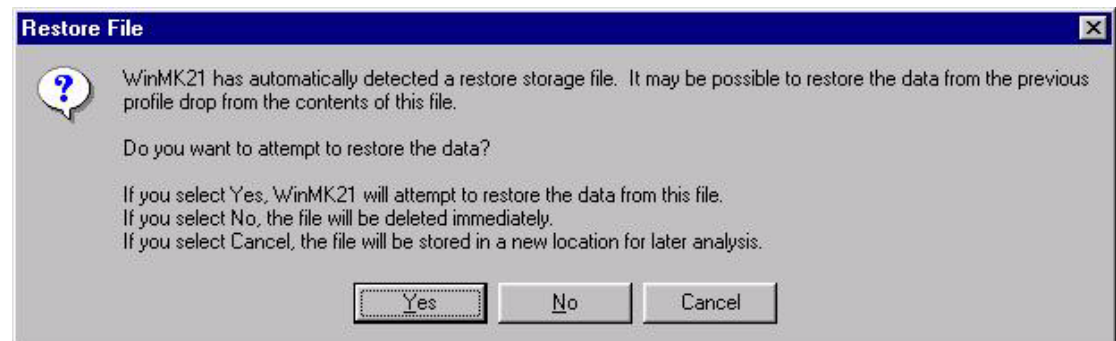 Restore File
WinMK21 has automatically detected a restore storage file.  It may be possible to restore the data from the previous
profile drop from the contents of this file.
Do you want to attempt to restore the data?
If you select Yes, WinMK21 will attempt to restore the data from this file.
If you select No, the file will be deleted immediately.
If you select Cancel, the file will be stored in a new location for later analysis.
Yes No Cancel